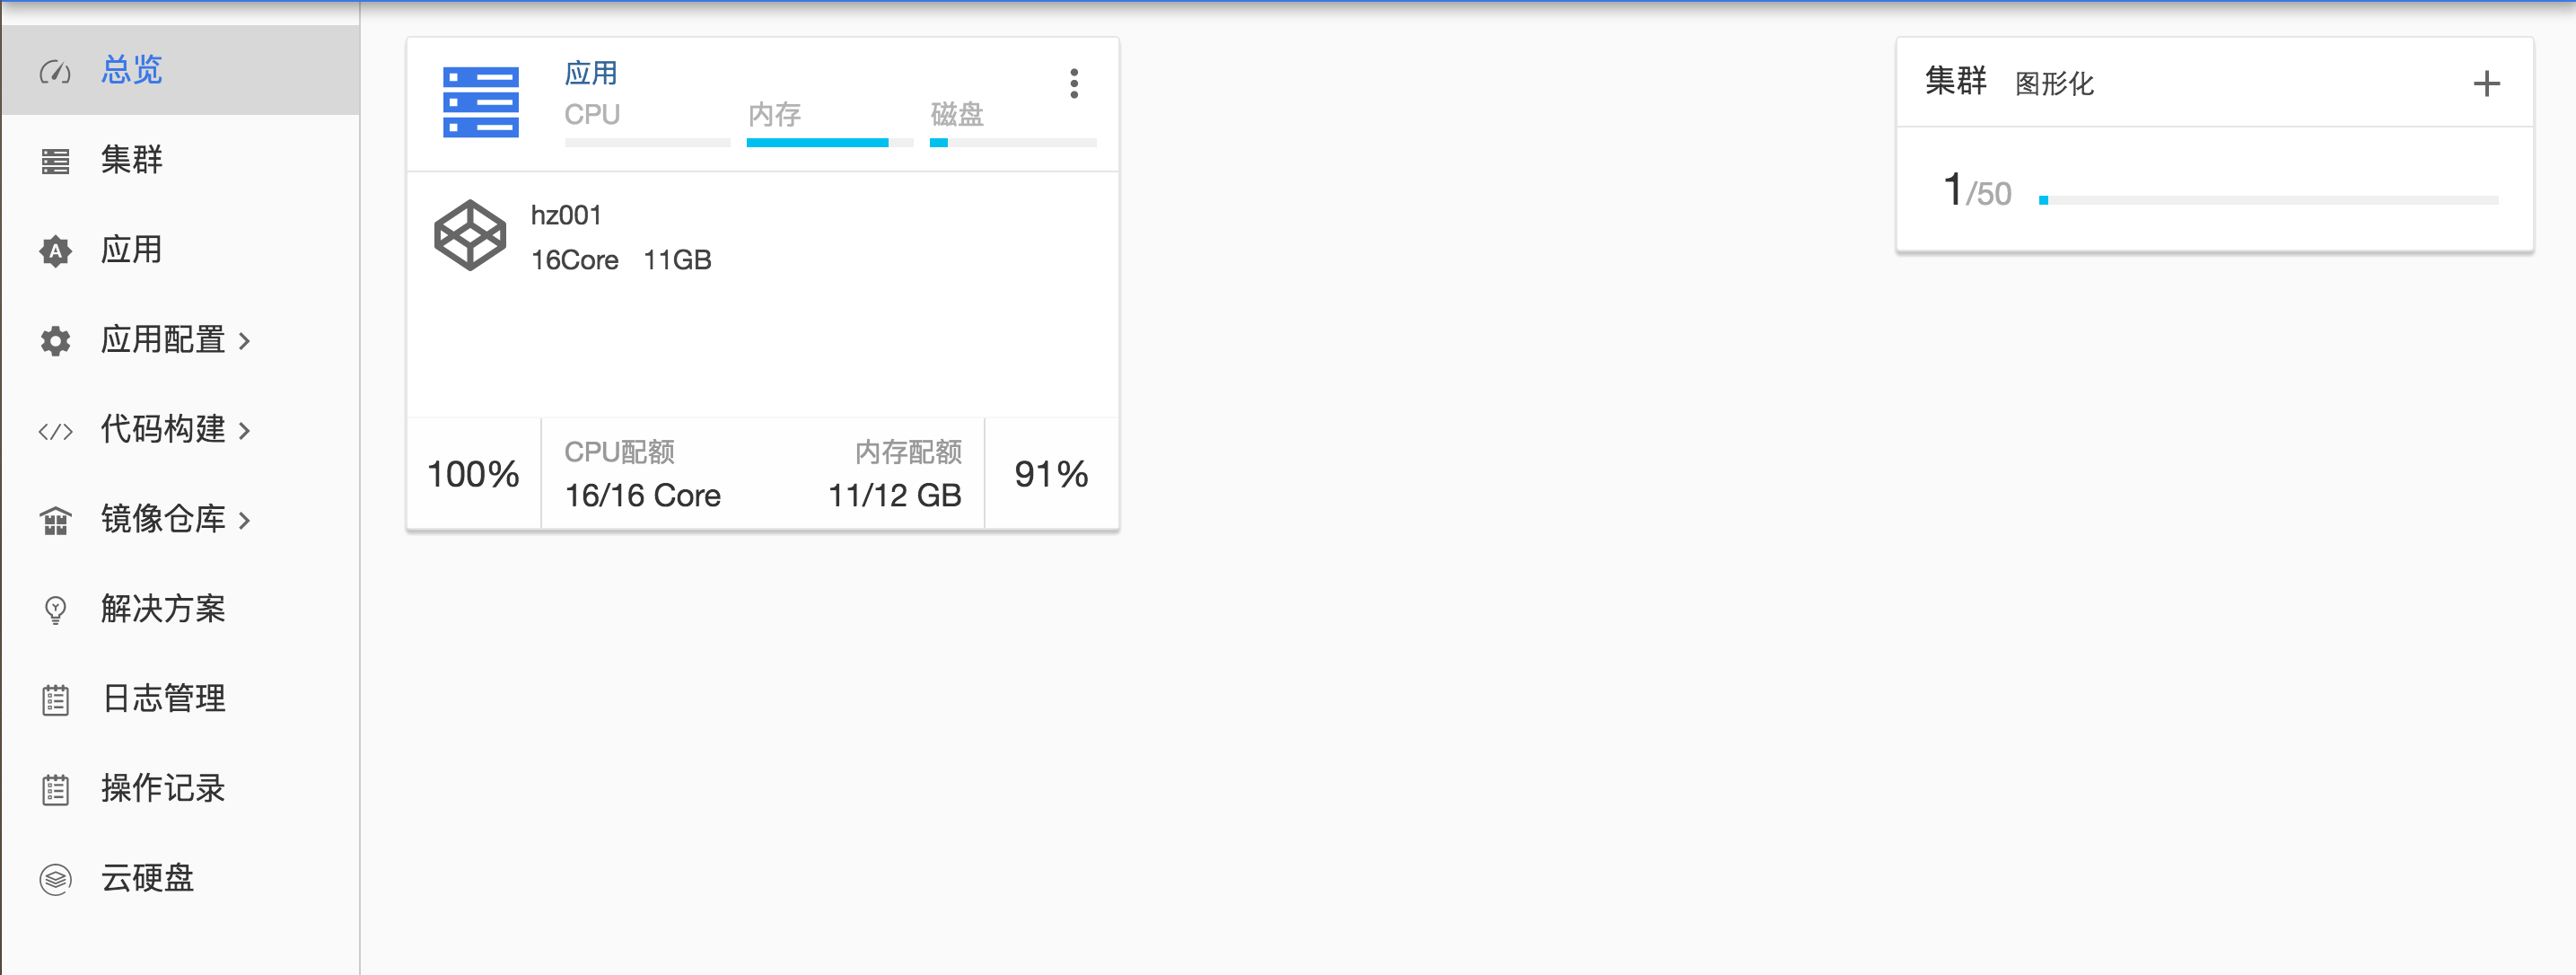 总览
集群
应用
应用配置
代码构建
镜像仓库
解决方案
日志管理
操作记录
云硬盘
应用
CPU 内存 磁盘
hz001
16Core 11GB
100%
CPU配额
16/16 Core
内存配额
11/12 GB
91%
集群 图形化
1/50